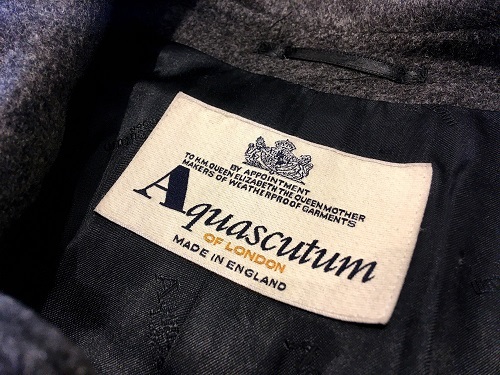 BY APPOINTMENT
TO H.M. QUEEN ELIZABETH THE QUEEN MOTHER
MAKERS OF WEATHERPROOF GARMENTS
Aquascutum
OF LONDON
MADE IN ENGLAND